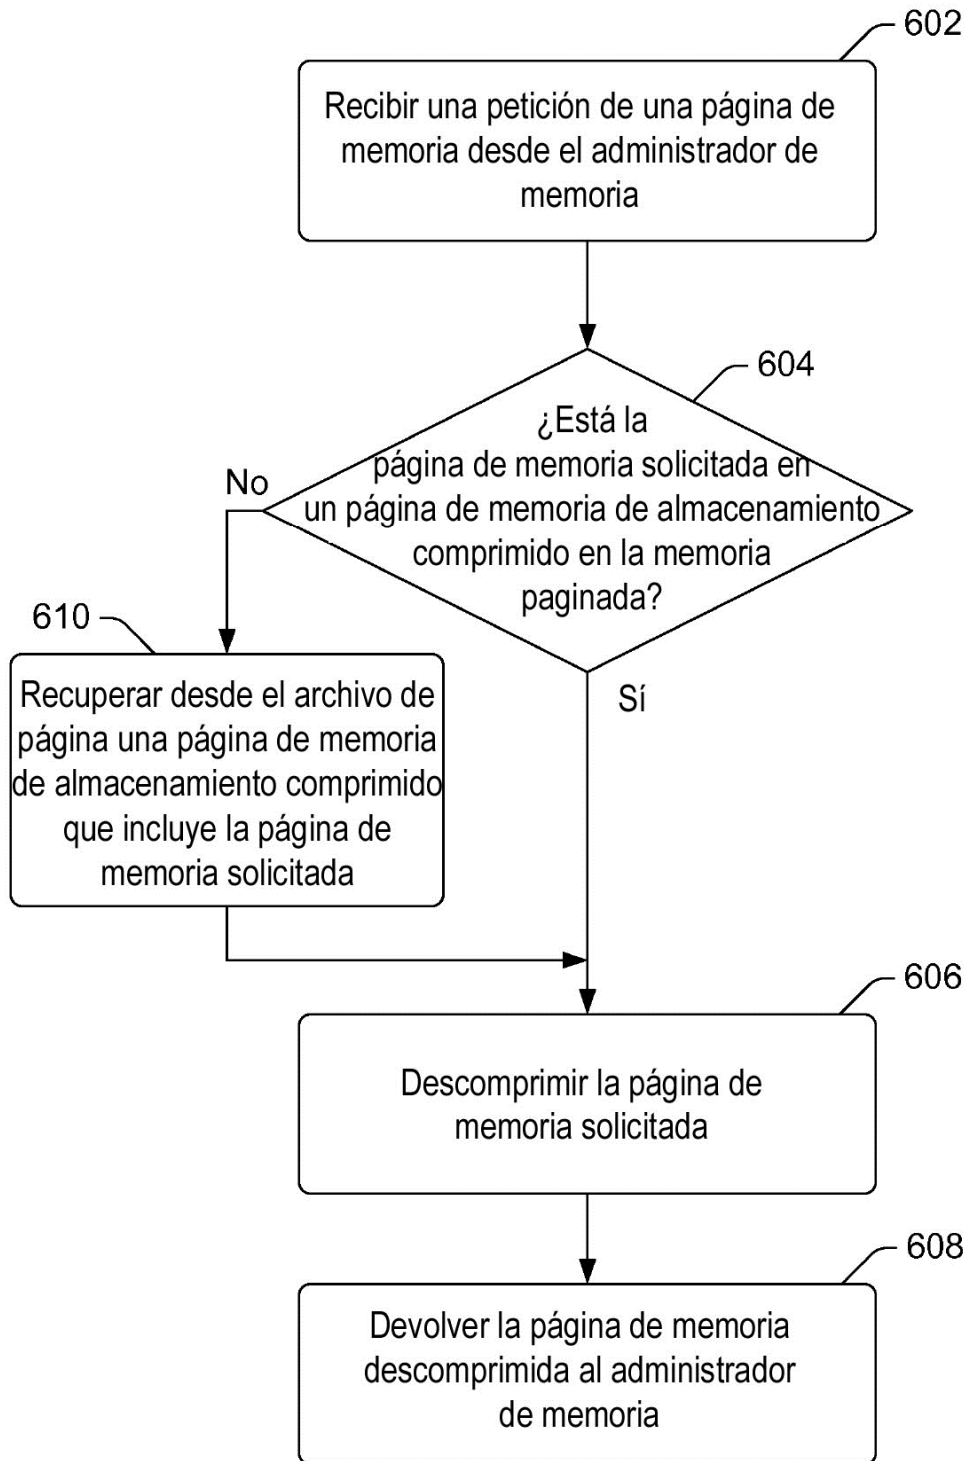 602
Recibir una petición de una página de
memoria desde el administrador de
memoria
604
¿Está la
página de memoria solicitada en
un página de memoria de almacenamiento
comprimido en la memoria
paginada?
No
Sí
610
Recuperar desde el archivo de
página una página de memoria
de almacenamiento comprimido
que incluye la página de
memoria solicitada
606
Descomprimir la página de
memoria solicitada
608
Devolver la página de memoria
descomprimida al administrador
de memoria